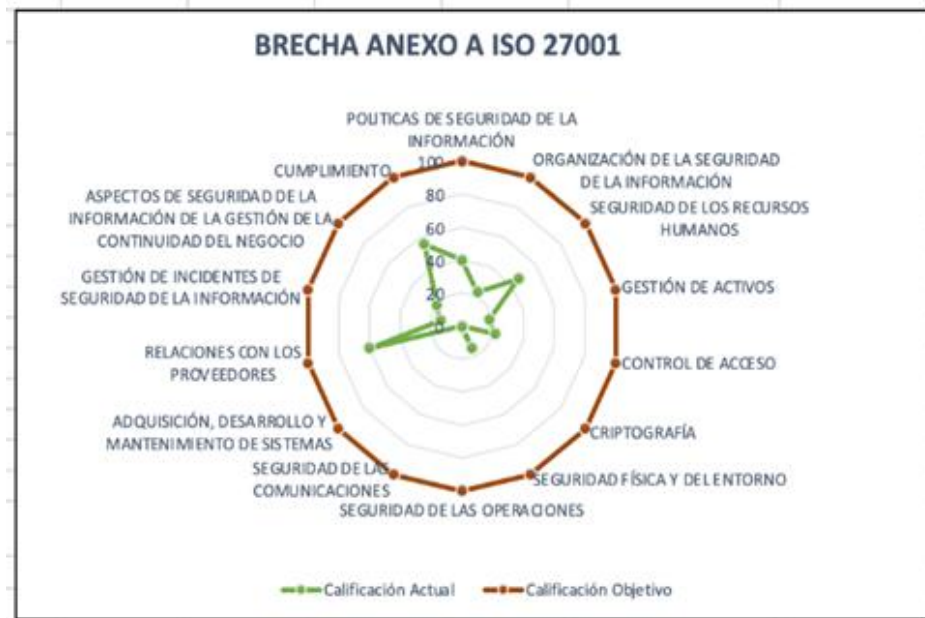 BRECHA ANEXO A ISO 27001
POLITICAS DE SEGURIDAD DE LA
INFORMACIÓN
ORGANIZACIÓN DE LA SEGURIDAD
DE LA INFORMACIÓN
SEGURIDAD DE LOS RECURSOS
HUMANOS
GESTIÓN DE ACTIVOS
CONTROL DE ACCESO
CRIPTOGRAFÍA
SEGURIDAD FÍSICA Y DEL ENTORNO
SEGURIDAD DE LAS OPERACIONES
SEGURIDAD DE LAS
COMUNICACIONES
ADQUISICIÓN, DESARROLLO Y
MANTENIMIENTO DE SISTEMAS
RELACIONES CON LOS
PROVEEDORES
GESTIÓN DE INCIDENTES DE
SEGURIDAD DE LA INFORMACIÓN
ASPECTOS DE SEGURIDAD DE LA
INFORMACIÓN DE LA GESTIÓN DE LA
CONTINUIDAD DEL NEGOCIO
CUMPLIMIENTO
100
80
60
40
20
0
Calificación Actual
Calificación Objetivo